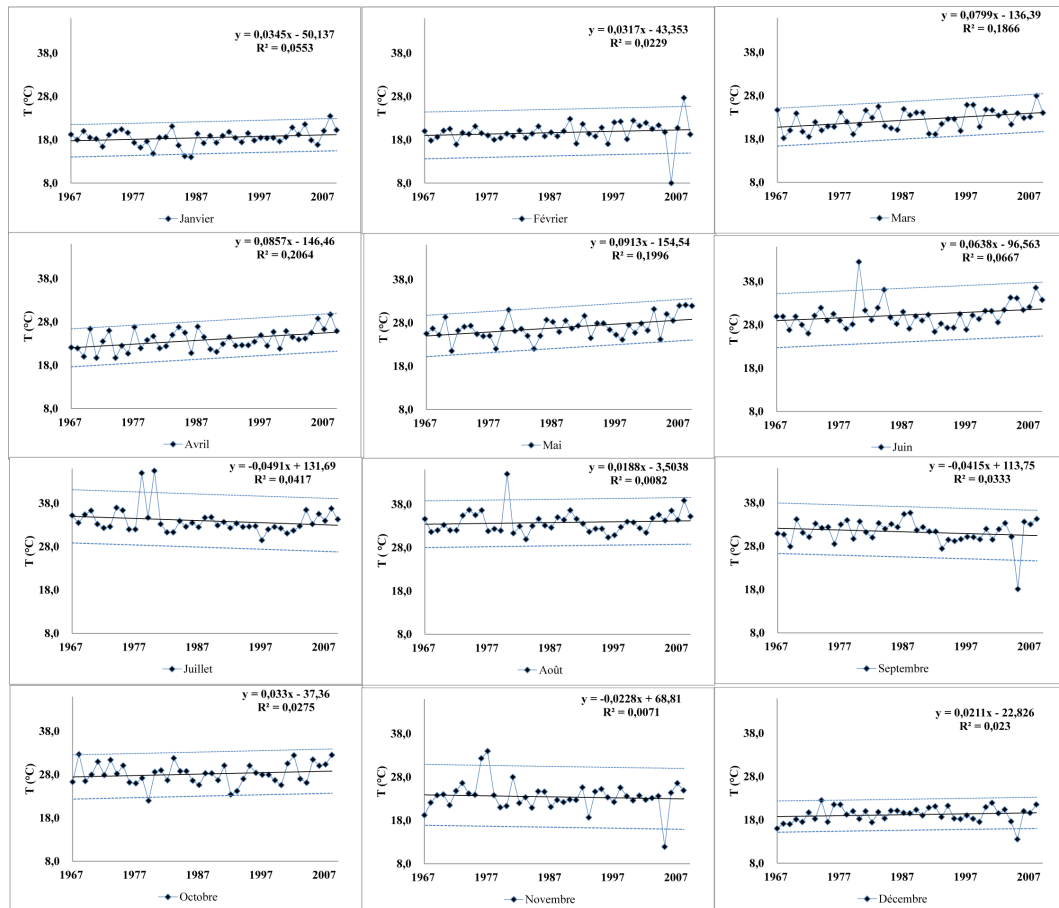 y = 0,0345x - 50,137
R² = 0,0553
38,0
28,0
18,0
8,0
T (°C)
1967
1977
1987
1997
2007
Janvier
y = 0,0317x - 43,353
R² = 0,0229
38,0
28,0
18,0
8,0
T (°C)
1967
1977
1987
1997
2007
Février
y = 0,0799x - 136,39
R² = 0,1866
38,0
28,0
18,0
8,0
T (°C)
1967
1977
1987
1997
2007
Mars
y = 0,0857x - 146,46
R² = 0,2064
38,0
28,0
18,0
8,0
T (°C)
1967
1977
1987
1997
2007
Avril
y = 0,0913x - 154,54
R² = 0,1996
38,0
28,0
18,0
8,0
T (°C)
1967
1977
1987
1997
2007
Mai
y = 0,0638x - 96,563
R² = 0,0667
38,0
28,0
18,0
8,0
T (°C)
1967
1977
1987
1997
2007
Juin
y = -0,0491x + 131,69
R² = 0,0417
38,0
28,0
18,0
8,0
T (°C)
1967
1977
1987
1997
2007
Juillet
y = 0,0188x - 3,5038
R² = 0,0082
38,0
28,0
18,0
8,0
T (°C)
1967
1977
1987
1997
2007
Août
y = -0,0415x + 113,75
R² = 0,0333
38,0
28,0
18,0
8,0
T (°C)
1967
1977
1987
1997
2007
Septembre
y = 0,033x - 37,36
R² = 0,0275
38,0
28,0
18,0
8,0
T (°C)
1967
1977
1987
1997
2007
Octobre
y = -0,0228x + 68,81
R² = 0,0071
38,0
28,0
18,0
8,0
T (°C)
1967
1977
1987
1997
2007
Novembre
y = 0,0211x - 22,826
R² = 0,023
38,0
28,0
18,0
8,0
T (°C)
1967
1977
1987
1997
2007
Décembre